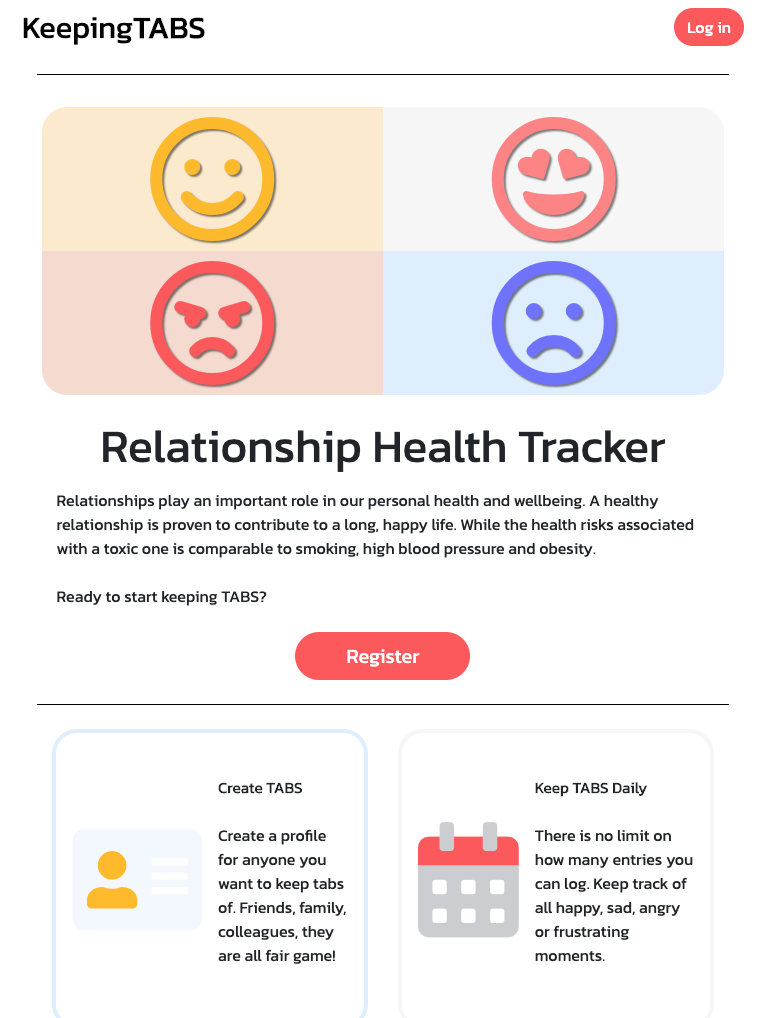 KeepingTABS
Log in
Relationship Health Tracker
Relationships play an important role in our personal health and wellbeing. A healthy
relationship is proven to contribute to a long, happy life. While the health risks associated
with a toxic one is comparable to smoking, high blood pressure and obesity.
Ready to start keeping TABS?
Register
Create TABS
Create a profile
for anyone you
want to keep tabs
of. Friends, family,
colleagues, they
are all fair game!
Keep TABS Daily
There is no limit on
how many entries you
can log. Keep track of
all happy, sad, angry
or frustrating
moments.